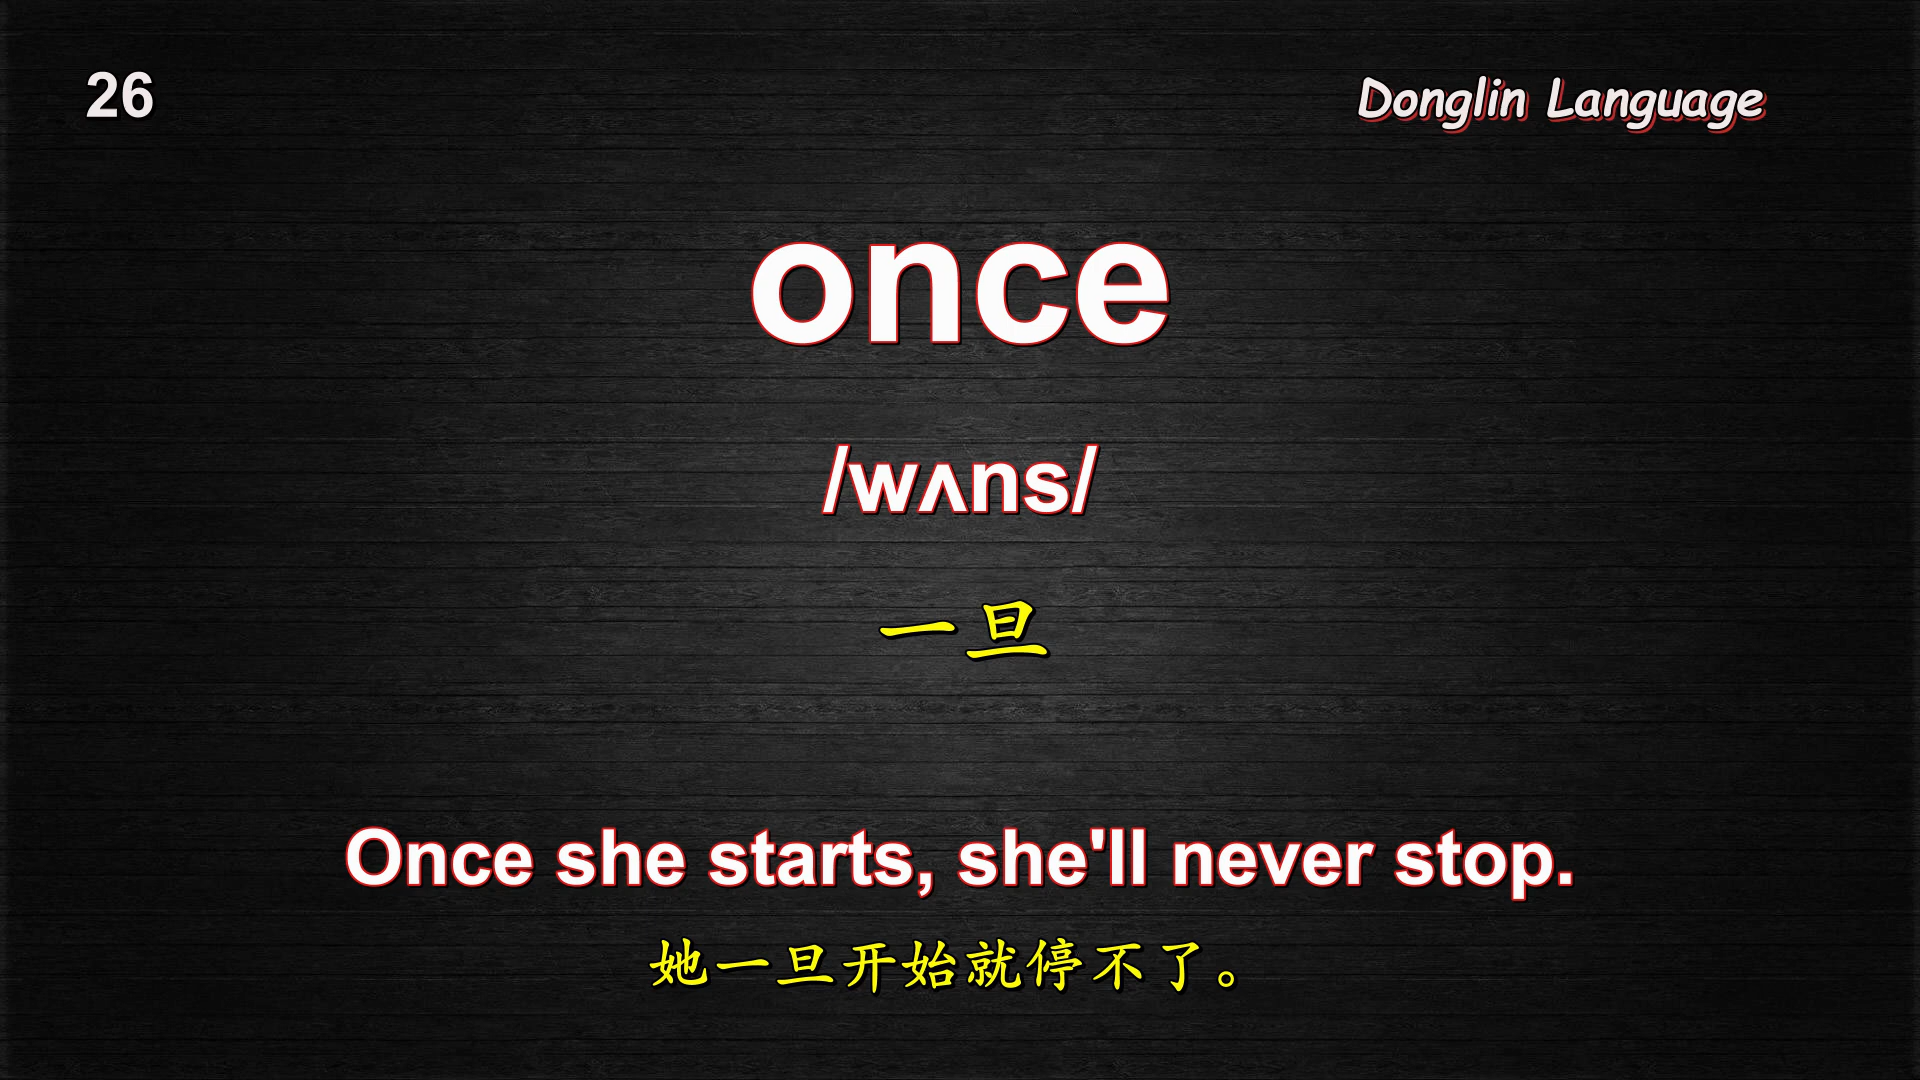 26
Donglin Language
once
/wʌns/
一旦
Once she starts, she'll never stop.
她一旦开始就停不了。